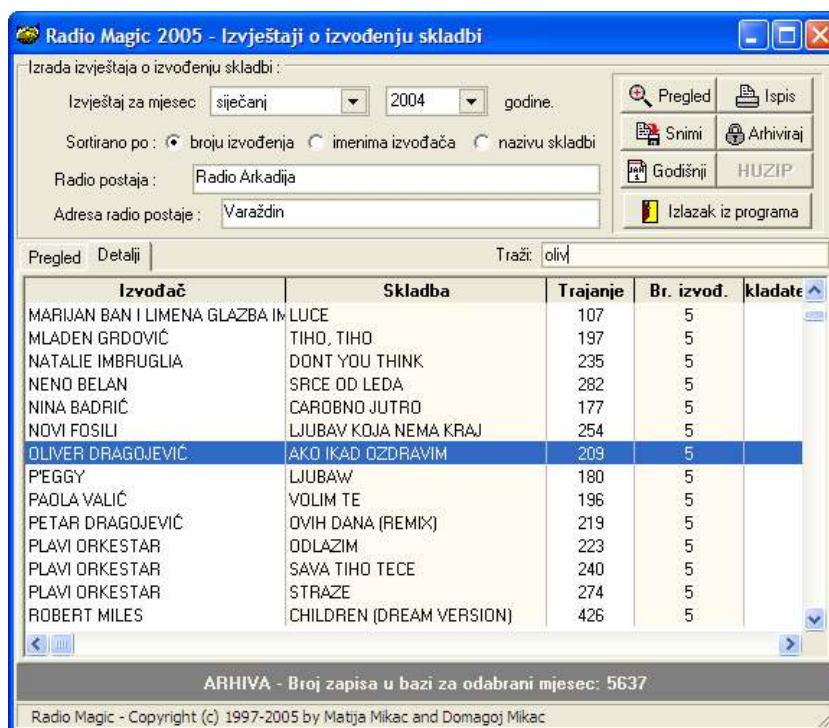 Radio Magic 2005 - Izvještaji o izvođenju skladbi
Izrada izvještaja o izvođenju skladbi :
Izvještaj za mjesec siječanj 2004 godine.
Sortirano po : broju izvođenja imenima izvođača nazivu skladbi
Radio postaja : Radio Arkadija
Adresa radio postaje : Varaždin
Pregled Ispis
Snimi Arhiviraj
Godišnji HUZIP
Izlazak iz programa
Pregled Detalji Traži: oliv
Izvođač Skladba Trajanje Br. izvođ. kladate
MARIJAN BAN I LIMENA GLAZBA IM LUCE 107 5
MLADEN GRDOVIĆ TIHO, TIHO 197 5
NATALIE IMBRUGLIA DONT YOU THINK 235 5
NENO BELAN SRCE OD LEDA 282 5
NINA BADRIĆ CAROBNO JUTRO 177 5
NOVI FOSILI LJUBAV KOJA NEMA KRAJ 254 5
OLIVER DRAGOJEVIĆ AKO IKAD OZDRAVIM 209 5
P'EGGY LJUBAW 180 5
PAOLA VALIĆ VOLIM TE 196 5
PETAR DRAGOJEVIĆ OVIH DANA (REMIX) 219 5
PLAVI ORKESTAR ODLAZIM 223 5
PLAVI ORKESTAR SAVA TIHO TECE 240 5
PLAVI ORKESTAR STRAZE 274 5
ROBERT MILES CHILDREN (DREAM VERSION) 426 5
ARHIVA - Broj zapisa u bazi za odabrani mjesec: 5637
Radio Magic - Copyright (c) 1997-2005 by Matija Mikac and Domagoj Mikac